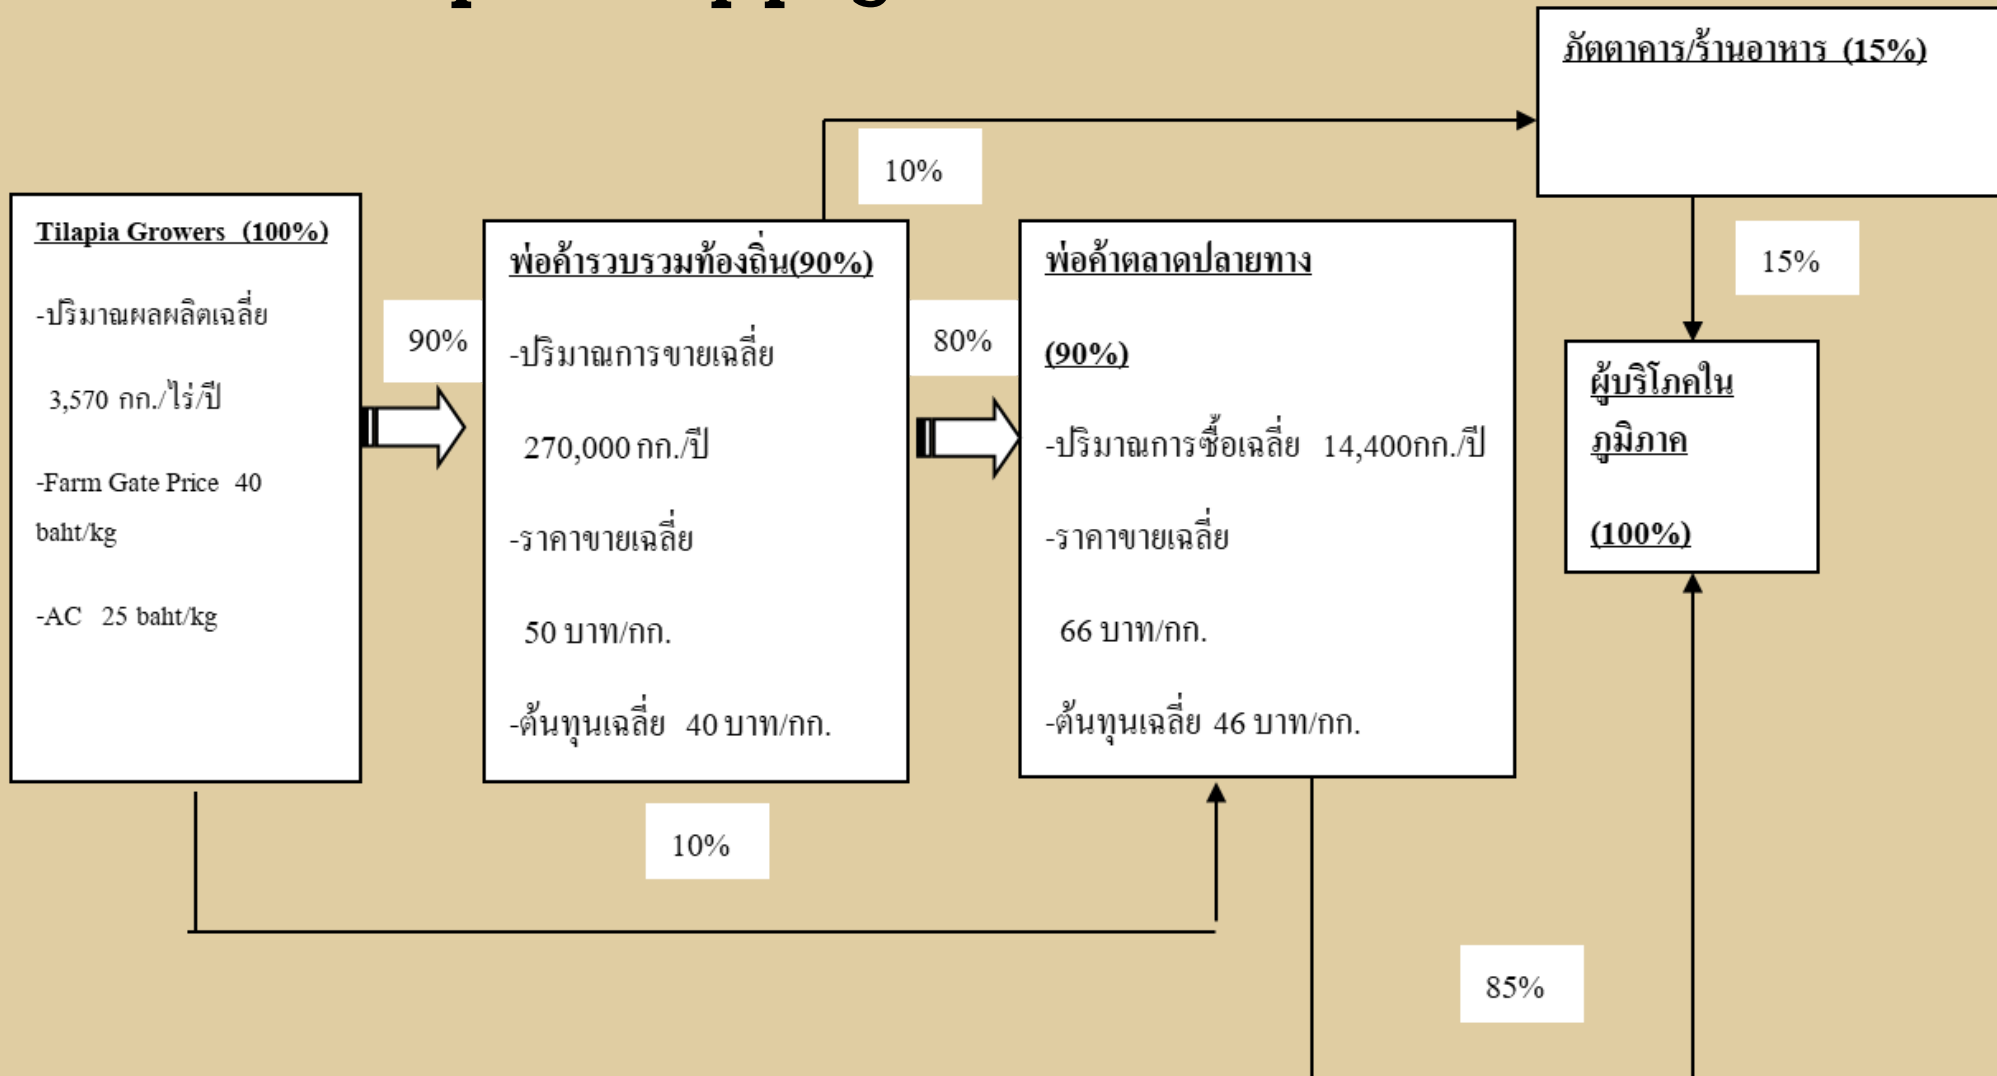 ภัตตาคาร/ร้านอาหาร (15%)
10%
Tilapia Growers (100%)
-ปริมาณผลผลิตเฉลี่ย
3,570 กก./ไร่/ปี
-Farm Gate Price 40
baht/kg
-AC 25 baht/kg
90%
พ่อค้ารวบรวมท้องถิ่น(90%)
-ปริมาณการขายเฉลี่ย
270,000 กก./ปี
-ราคาขายเฉลี่ย
50 บาท/กก.
-ต้นทุนเฉลี่ย 40 บาท/กก.
80%
พ่อค้าตลาดปลายทาง
(90%)
-ปริมาณการซื้อเฉลี่ย 14,400กก./ปี
-ราคาขายเฉลี่ย
66 บาท/กก.
-ต้นทุนเฉลี่ย 46 บาท/กก.
15%
ผู้บริโภคใน
ภูมิภาค
(100%)
10%
85%